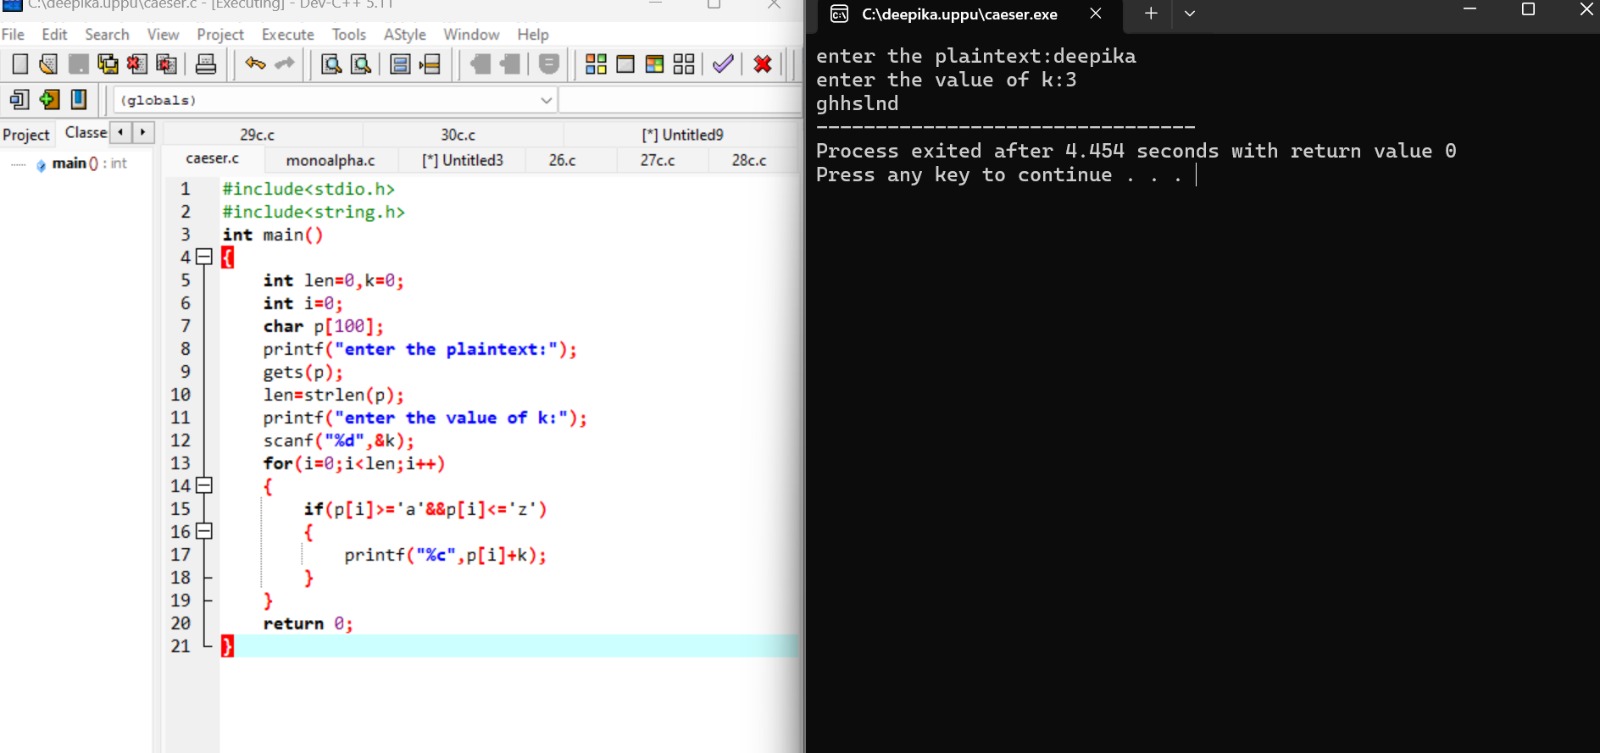 C:\deepika.uppu\caeser.c - [Executing] - Dev-C++ 5.11
File Edit Search View Project Execute Tools AStyle Window Help
(globals)
Project Classe
main() : int
29c.c 30c.c [*] Untitled9
caeser.c monoalpha.c [*] Untitled3 26.c 27c.c 28c.c
1 #include<stdio.h>
2 #include<string.h>
3 int main()
4 {
5 int len=0,k=0;
6 int i=0;
7 char p[100];
8 printf("enter the plaintext:");
9 gets(p);
10 len=strlen(p);
11 printf("enter the value of k:");
12 scanf("%d",&k);
13 for(i=0;i<len;i++)
14 {
15 if(p[i]>='a'&&p[i]<='z')
16 {
17 printf("%c",p[i]+k);
18 }
19 }
20 return 0;
21 }
C:\deepika.uppu\caeser.exe
enter the plaintext:deepika
enter the value of k:3
ghhslnd
--------------------------------
Process exited after 4.454 seconds with return value 0
Press any key to continue . . .